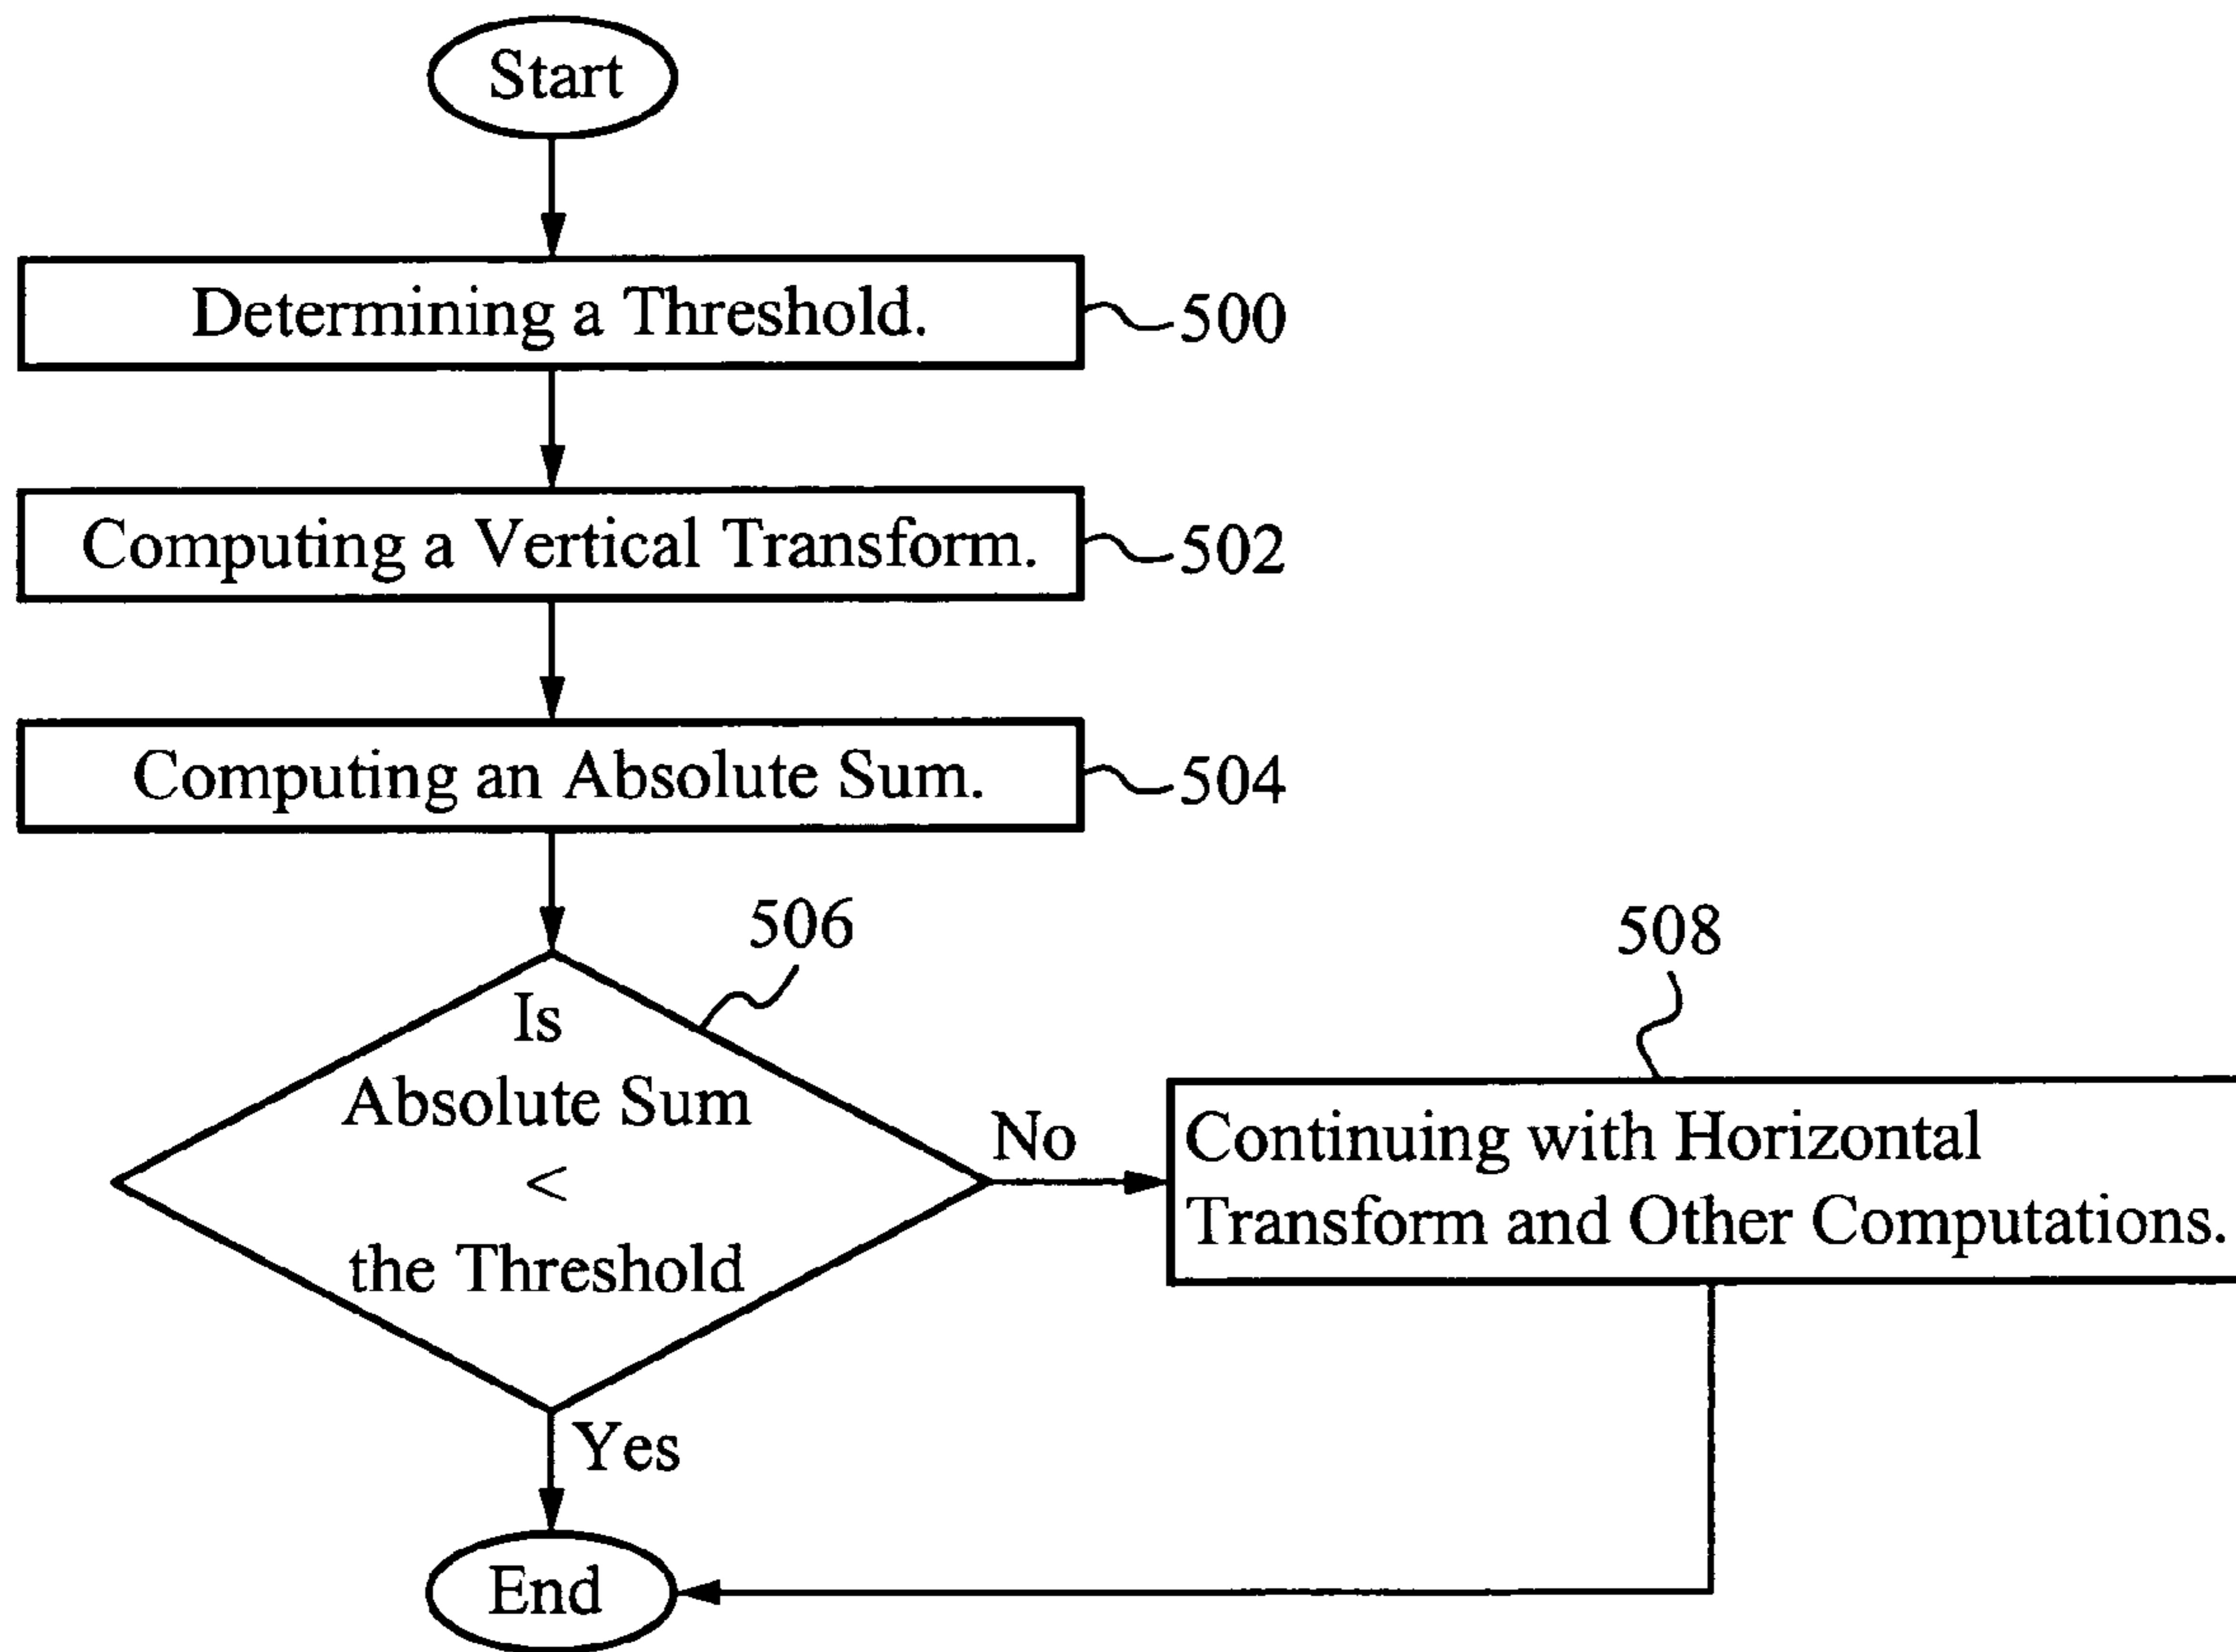 Start
Determining a Threshold.
500
Computing a Vertical Transform.
502
Computing an Absolute Sum.
504
506
Is
Absolute Sum
<
the Threshold
No
508
Continuing with Horizontal
Transform and Other Computations.
Yes
End